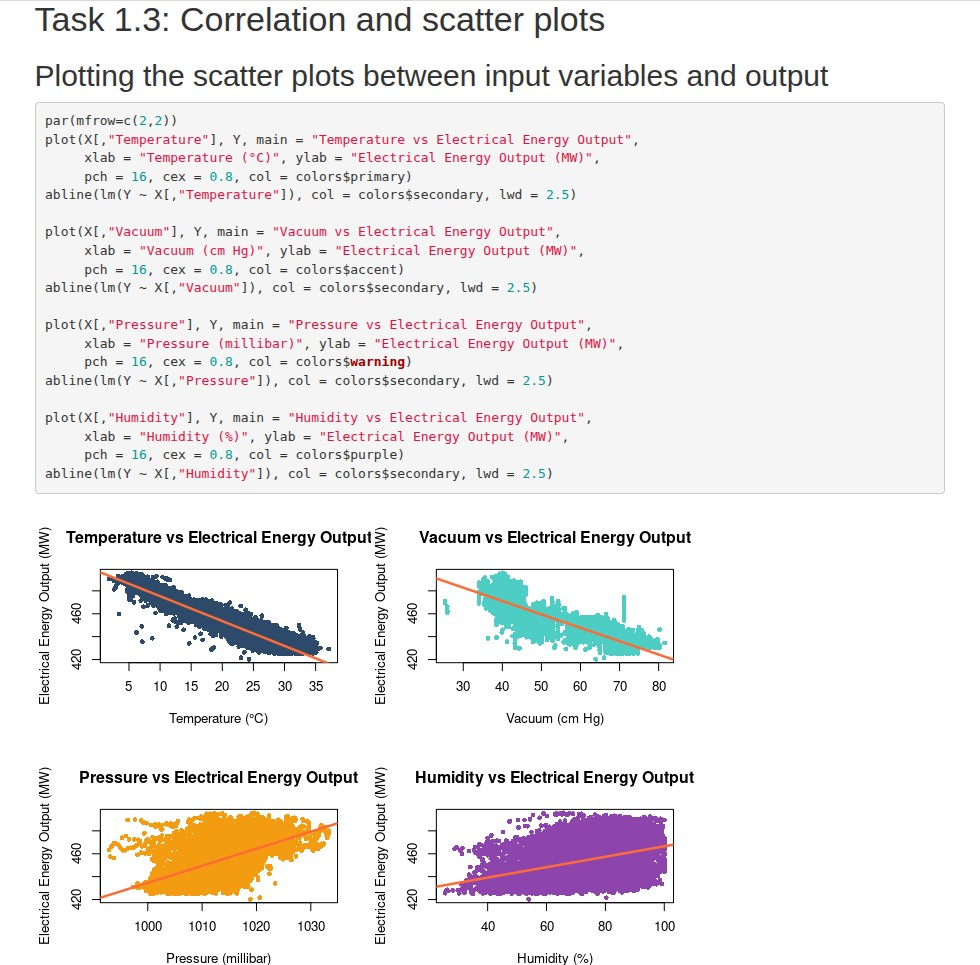 Task 1.3: Correlation and scatter plots
Plotting the scatter plots between input variables and output
par(mfrow=c(2,2))
plot(X[,"Temperature"], Y, main = "Temperature vs Electrical Energy Output",
     xlab = "Temperature (°C)", ylab = "Electrical Energy Output (MW)",
     pch = 16, cex = 0.8, col = colors$primary)
abline(lm(Y ~ X[,"Temperature"]), col = colors$secondary, lwd = 2.5)
plot(X[,"Vacuum"], Y, main = "Vacuum vs Electrical Energy Output",
     xlab = "Vacuum (cm Hg)", ylab = "Electrical Energy Output (MW)",
     pch = 16, cex = 0.8, col = colors$accent)
abline(lm(Y ~ X[,"Vacuum"]), col = colors$secondary, lwd = 2.5)
plot(X[,"Pressure"], Y, main = "Pressure vs Electrical Energy Output",
     xlab = "Pressure (millibar)", ylab = "Electrical Energy Output (MW)",
     pch = 16, cex = 0.8, col = colors$warning)
abline(lm(Y ~ X[,"Pressure"]), col = colors$secondary, lwd = 2.5)
plot(X[,"Humidity"], Y, main = "Humidity vs Electrical Energy Output",
     xlab = "Humidity (%)", ylab = "Electrical Energy Output (MW)",
     pch = 16, cex = 0.8, col = colors$purple)
abline(lm(Y ~ X[,"Humidity"]), col = colors$secondary, lwd = 2.5)
Temperature vs Electrical Energy Output
Electrical Energy Output (MW)
460
420
5 10 15 20 25 30 35
Temperature (°C)
Vacuum vs Electrical Energy Output
Electrical Energy Output (MW)
460
420
30 40 50 60 70 80
Vacuum (cm Hg)
Pressure vs Electrical Energy Output
Electrical Energy Output (MW)
460
420
1000 1010 1020 1030
Pressure (millibar)
Humidity vs Electrical Energy Output
Electrical Energy Output (MW)
460
420
40 60 80 100
Humidity (%)